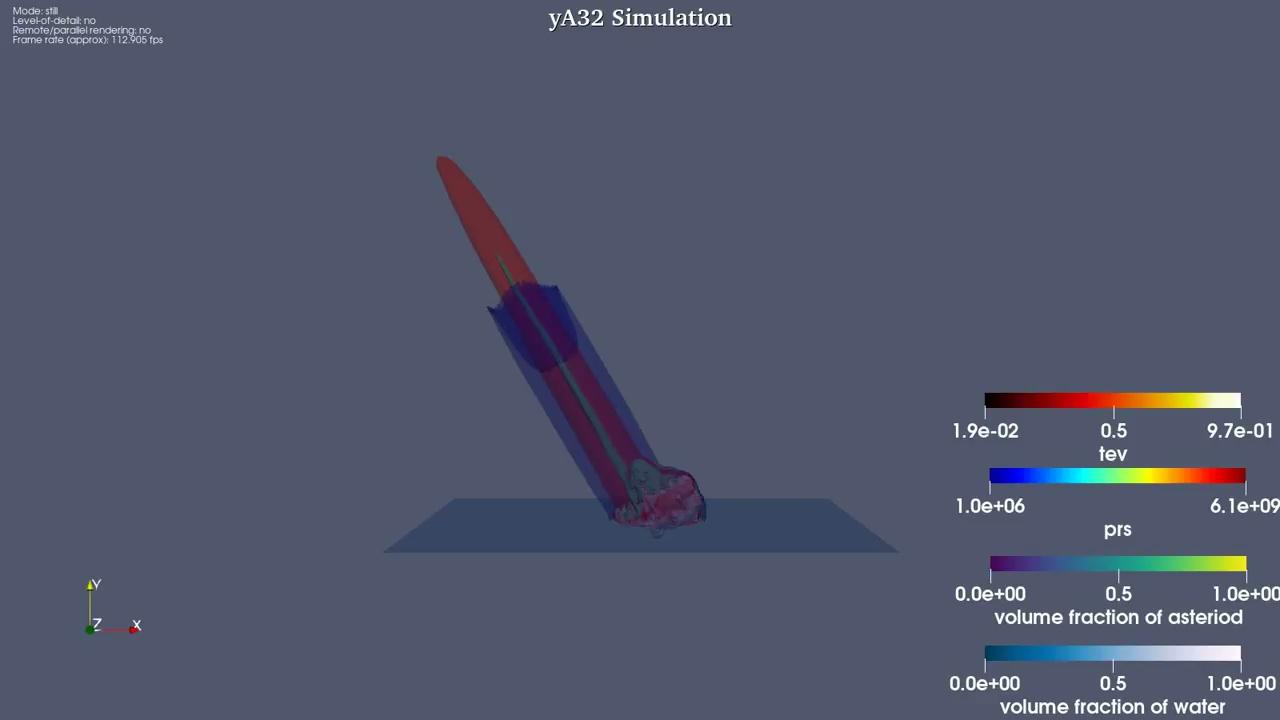 Mode: still
Level-of-detail: no
Remote/parallel rendering: no
Frame rate (approx): 112.905 fps
yA32 Simulation
1.9e-02 0.5 9.7e-01
tev
1.0e+06 6.1e+09
prs
0.0e+00 0.5 1.0e+00
volume fraction of asteriod
0.0e+00 0.5 1.0e+00
volume fraction of water
Y
Z X